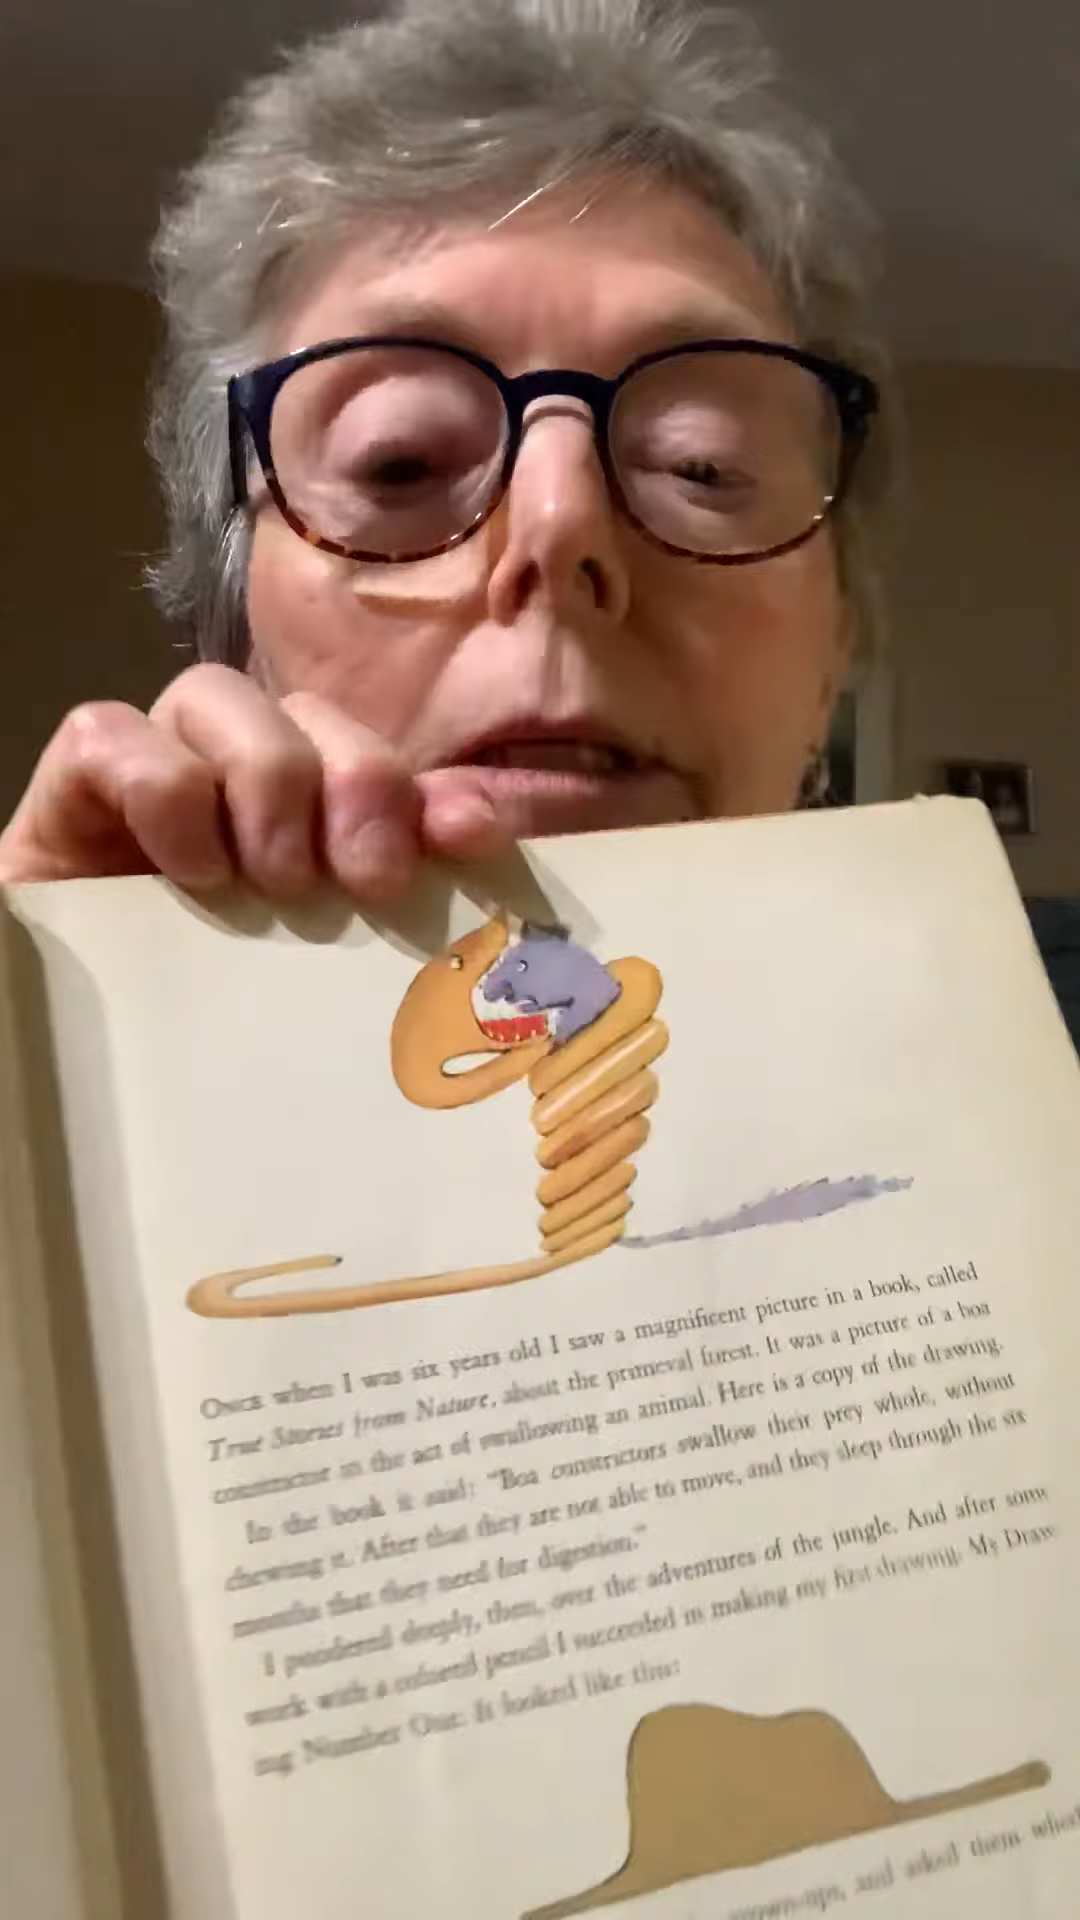 Once when I was six years old I saw a magnificent picture in a book, called
True Stories from Nature, about the primeval forest. It was a picture of a boa
constrictor in the act of swallowing an animal. Here is a copy of the drawing.
In the book it said: "Boa constrictors swallow their prey whole, without
chewing it. After that they are not able to move, and they sleep through the six
months that they need for digestion."
I pondered deeply, then, over the adventures of the jungle. And after some
work with a colored pencil I succeeded in making my first drawing. My Draw-
ing Number One. It looked like this:
grown-ups, and asked them